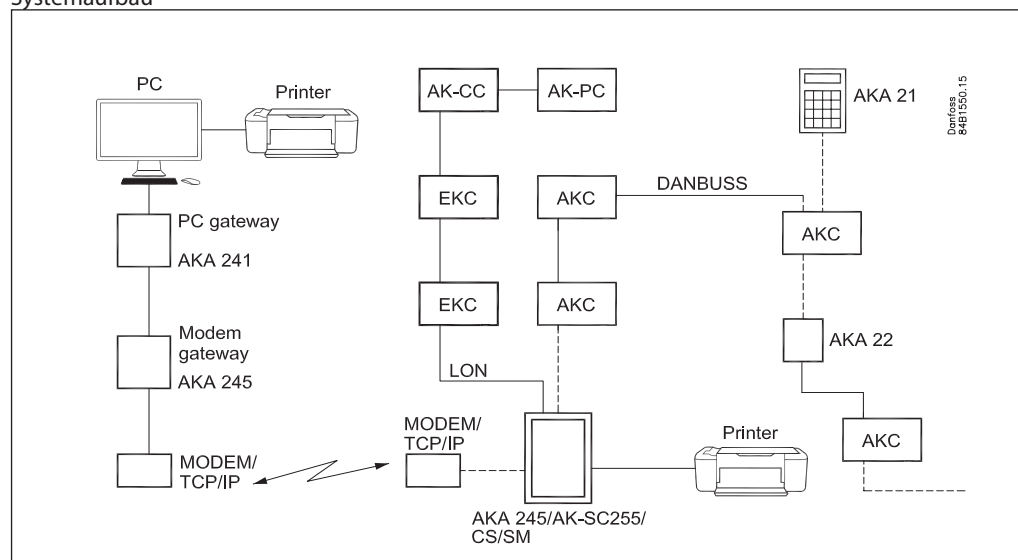 Systemaufbau
PC
Printer
PC gateway
AKA 241
Modem
gateway
AKA 245
MODEM/
TCP/IP
AK-CC
AK-PC
EKC
AKC
DANBUSS
EKC
AKC
LON
MODEM/
TCP/IP
AKA 245/AK-SC255/
CS/SM
Printer
AKA 21
AKC
AKA 22
AKC
Danfoss
84B1550.15